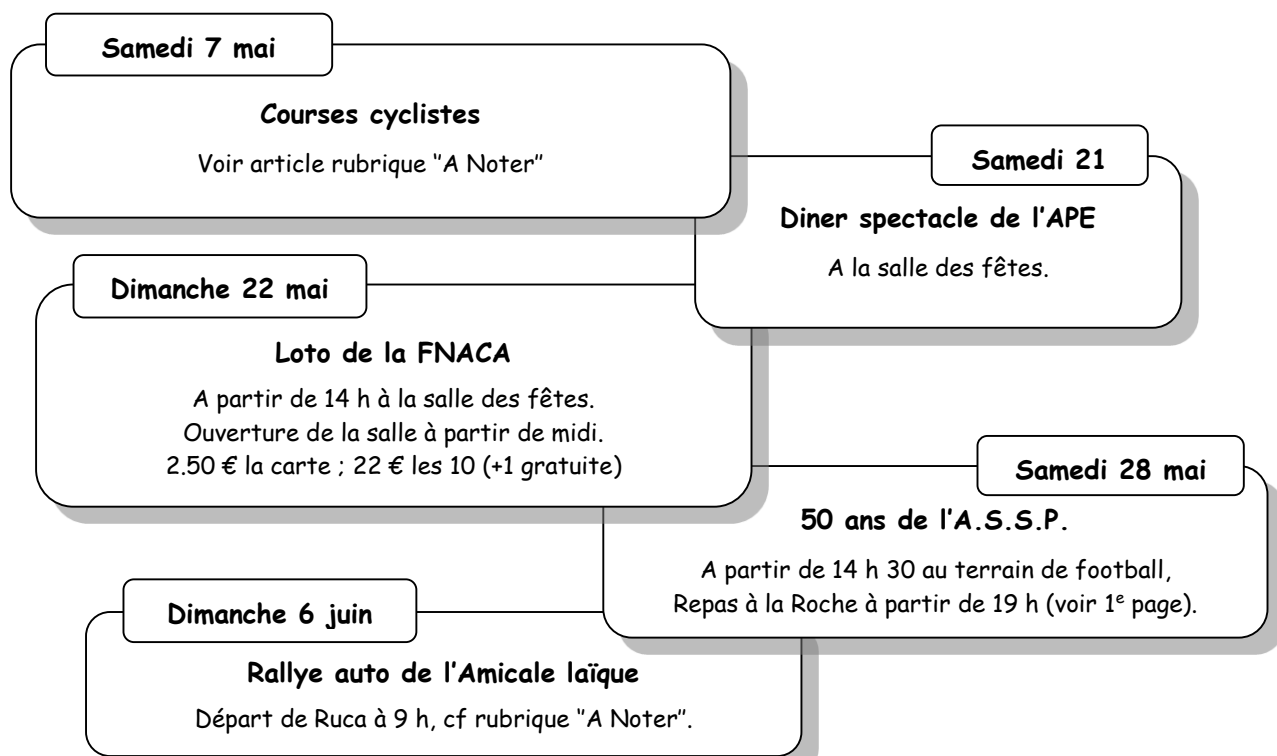 Samedi 7 mai
Courses cyclistes
Voir article rubrique "A Noter"
Samedi 21
Diner spectacle de l'APE
A la salle des fêtes.
Dimanche 22 mai
Loto de la FNACA
A partir de 14 h à la salle des fêtes.
Ouverture de la salle à partir de midi.
2.50 € la carte ; 22 € les 10 (+1 gratuite)
Samedi 28 mai
50 ans de l'A.S.S.P.
A partir de 14 h 30 au terrain de football,
Repas à la Roche à partir de 19 h (voir 1e page).
Dimanche 6 juin
Rallye auto de l'Amicale laïque
Départ de Ruca à 9 h, cf rubrique "A Noter".